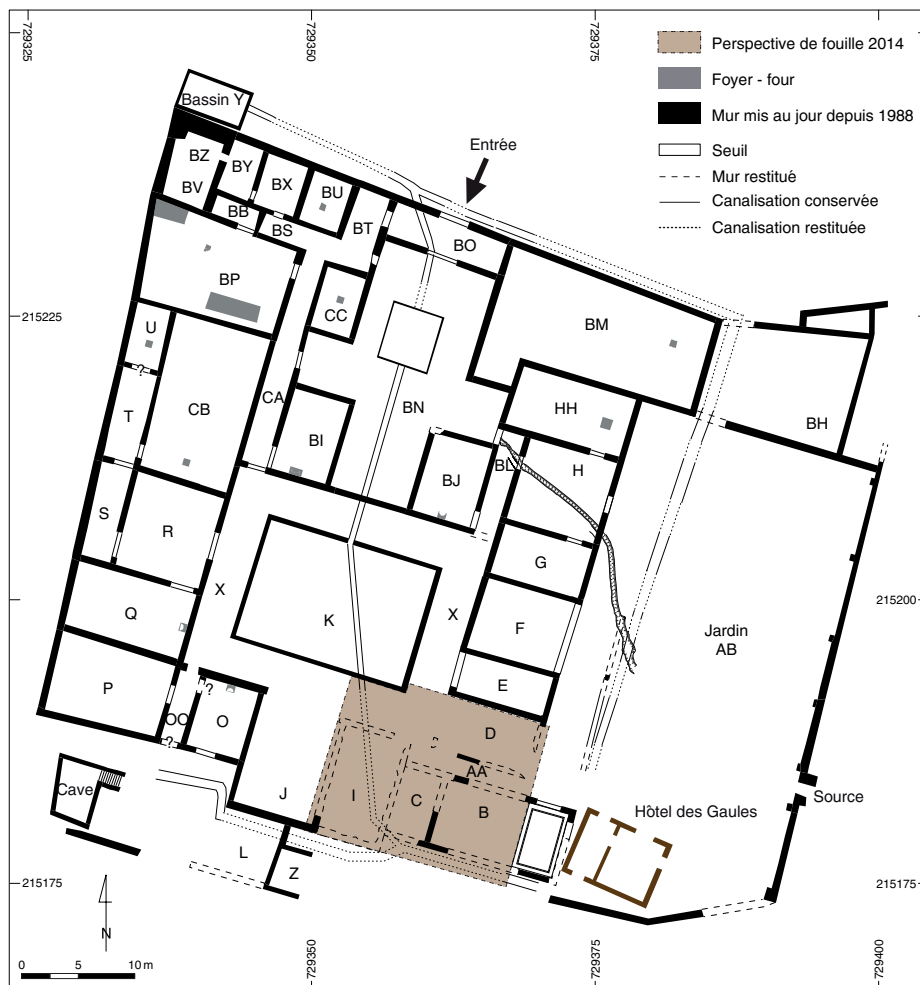 729325
729350
729375
Perspective de fouille 2014
Foyer - four
Mur mis au jour depuis 1988
Seuil
Mur restitué
Canalisation conservée
Canalisation restituée
Bassin Y
Entrée
BZ
BY
BX
BU
BV
BB
BS
BT
BO
BP
CC
BM
215225
U
?
T
CB
CA
BI
BN
HH
BH
BJ
BL
H
S
R
G
X
K
X
F
Q
215200
Jardin
AB
E
P
OO
?
?
O
D
AA
J
I
C
B
Cave
Source
Hôtel des Gaules
L
Z
215175
215175
N
0
5
10 m
729350
729375
729400